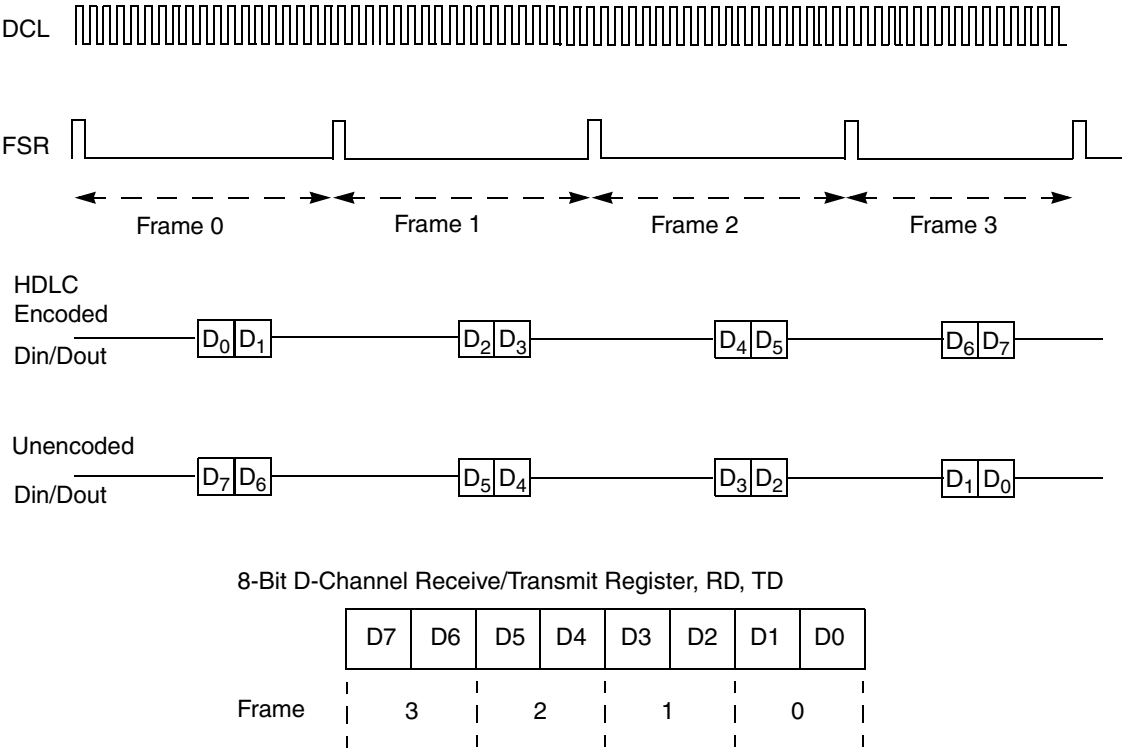 DCL
FSR
Frame 0 Frame 1 Frame 2 Frame 3
HDLC
Encoded
D0 D1 D2 D3 D4 D5 D6 D7
Din/Dout
Unencoded
D7 D6 D5 D4 D3 D2 D1 D0
Din/Dout
8-Bit D-Channel Receive/Transmit Register, RD, TD
D7 D6 D5 D4 D3 D2 D1 D0
Frame 3 2 1 0